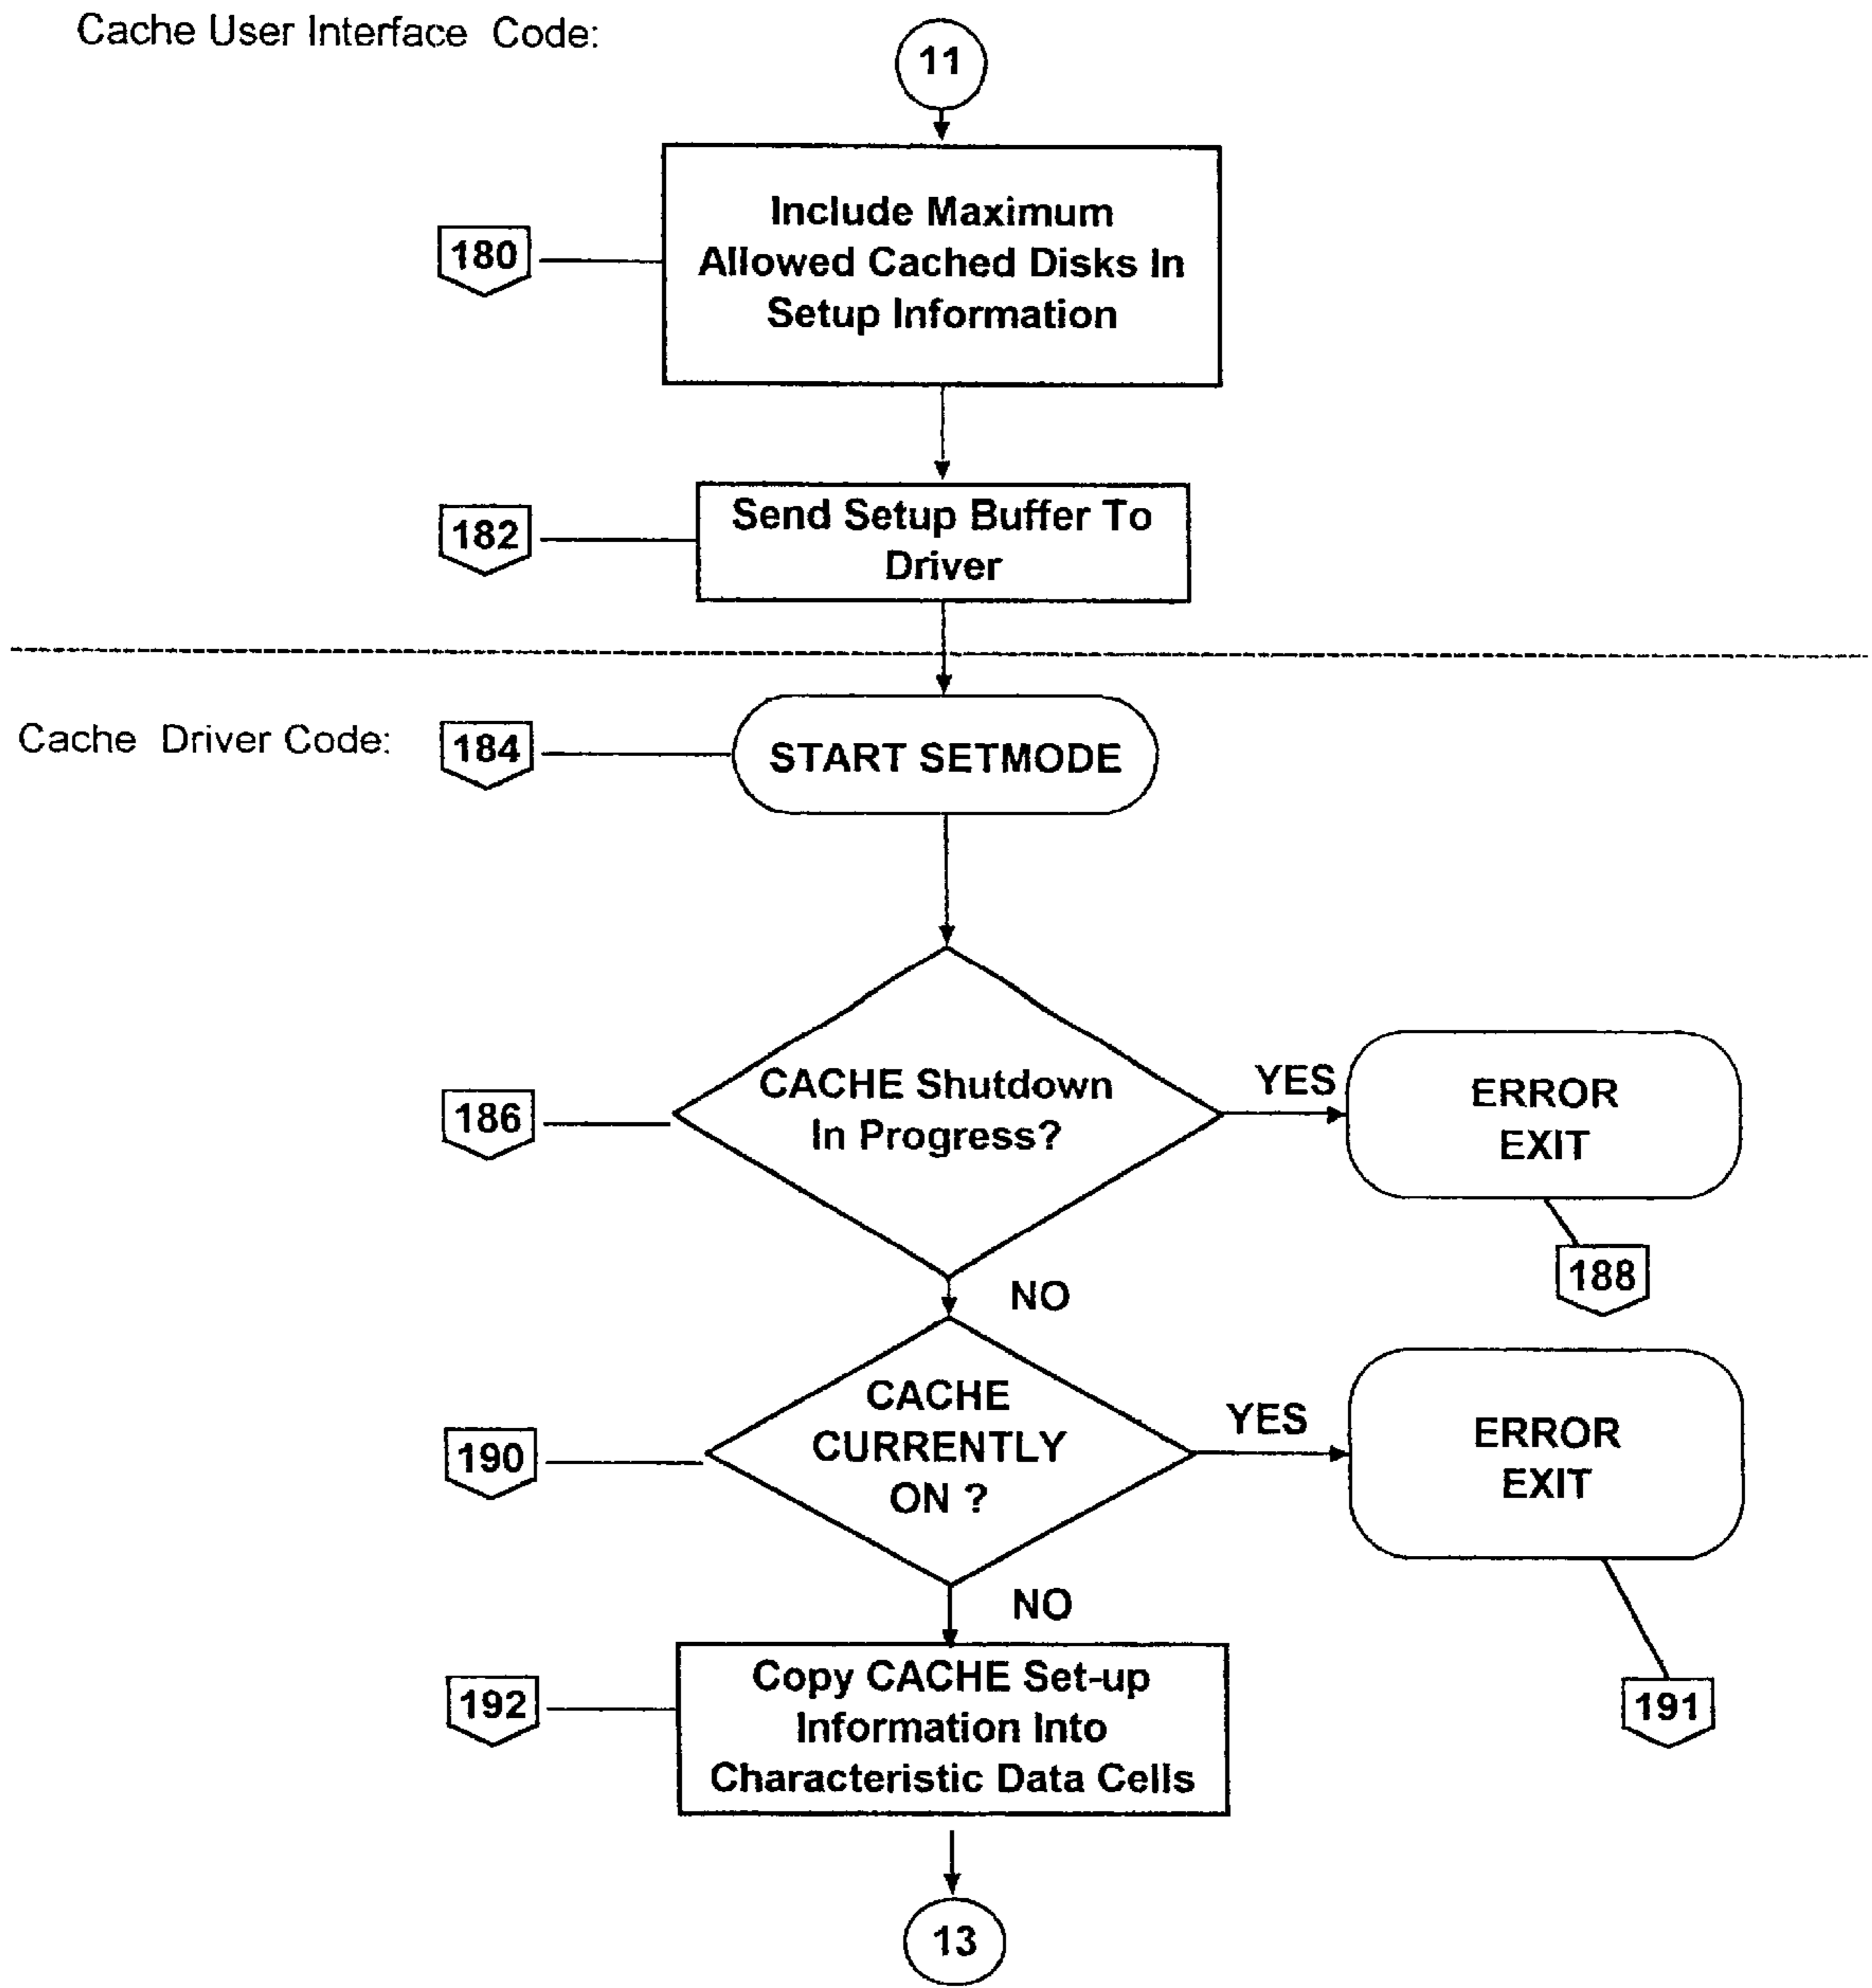 Cache User Interface Code:
11
180
Include Maximum
Allowed Cached Disks In
Setup Information
182
Send Setup Buffer To
Driver
Cache Driver Code:
184
START SETMODE
186
CACHE Shutdown
In Progress?
YES
ERROR
EXIT
188
NO
190
CACHE
CURRENTLY
ON ?
YES
ERROR
EXIT
191
NO
192
Copy CACHE Set-up
Information Into
Characteristic Data Cells
13